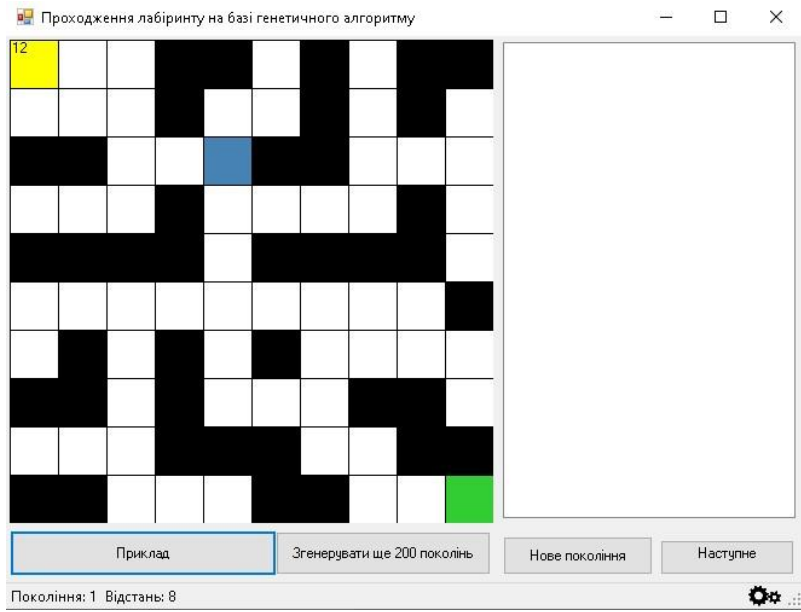 Проходження лабіринту на базі генетичного алгоритму
12
Приклад
Згенерувати ще 200 поколінь
Нове покоління
Наступне
Покоління: 1 Відстань: 8